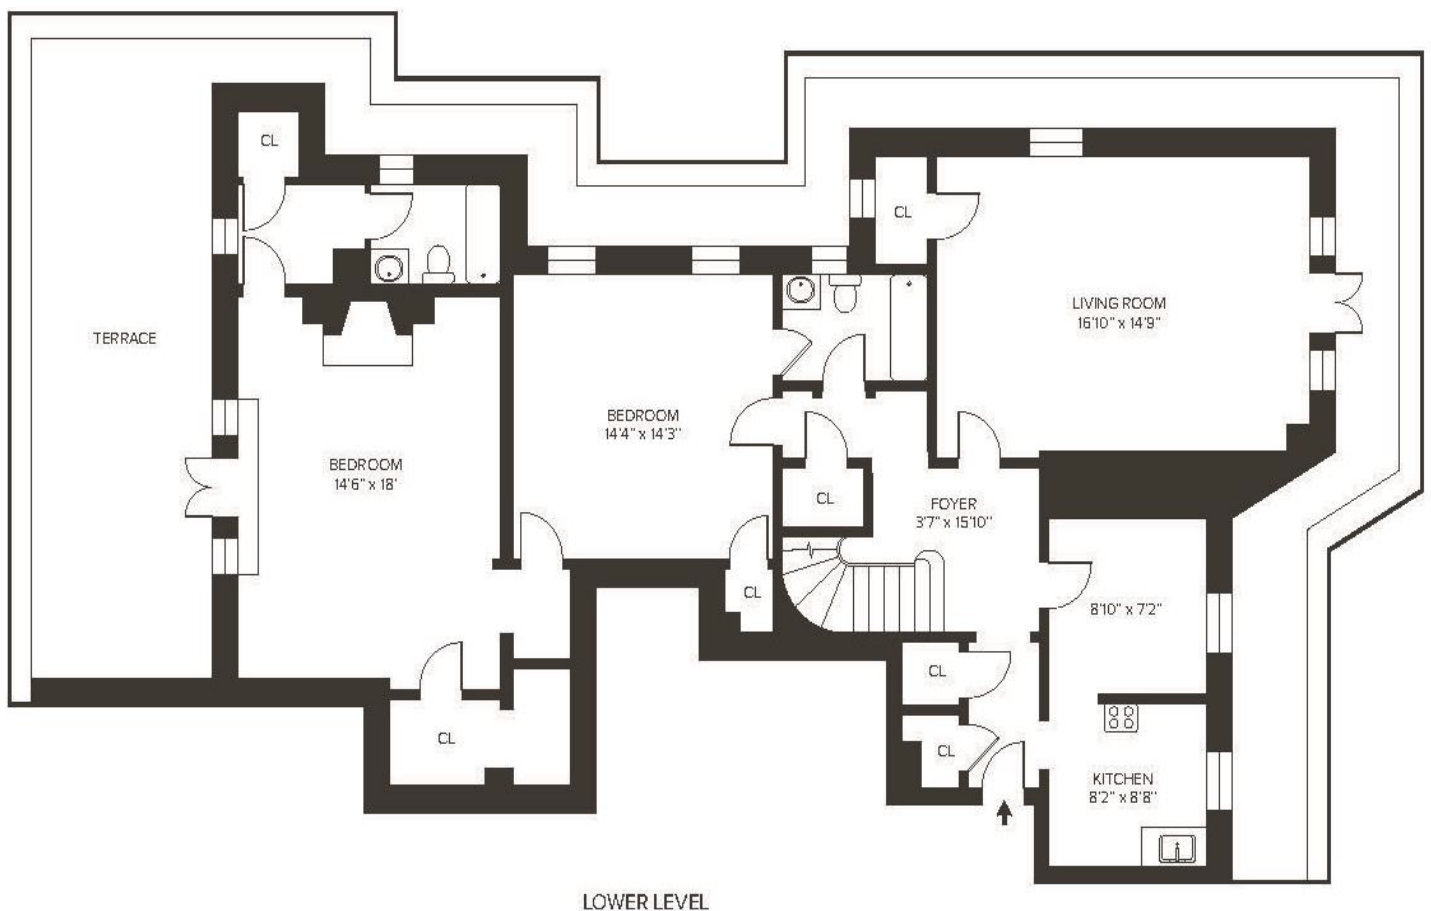 CL
CL
TERRACE
LIVING ROOM
16'10" x 14'9"
BEDROOM
14'4" x 14'3"
BEDROOM
14'6" x 18'
CL
FOYER
3'7" x 15'10"
CL
8'10" x 7'2"
CL
CL
CL
KITCHEN
8'2" x 8'8"
LOWER LEVEL